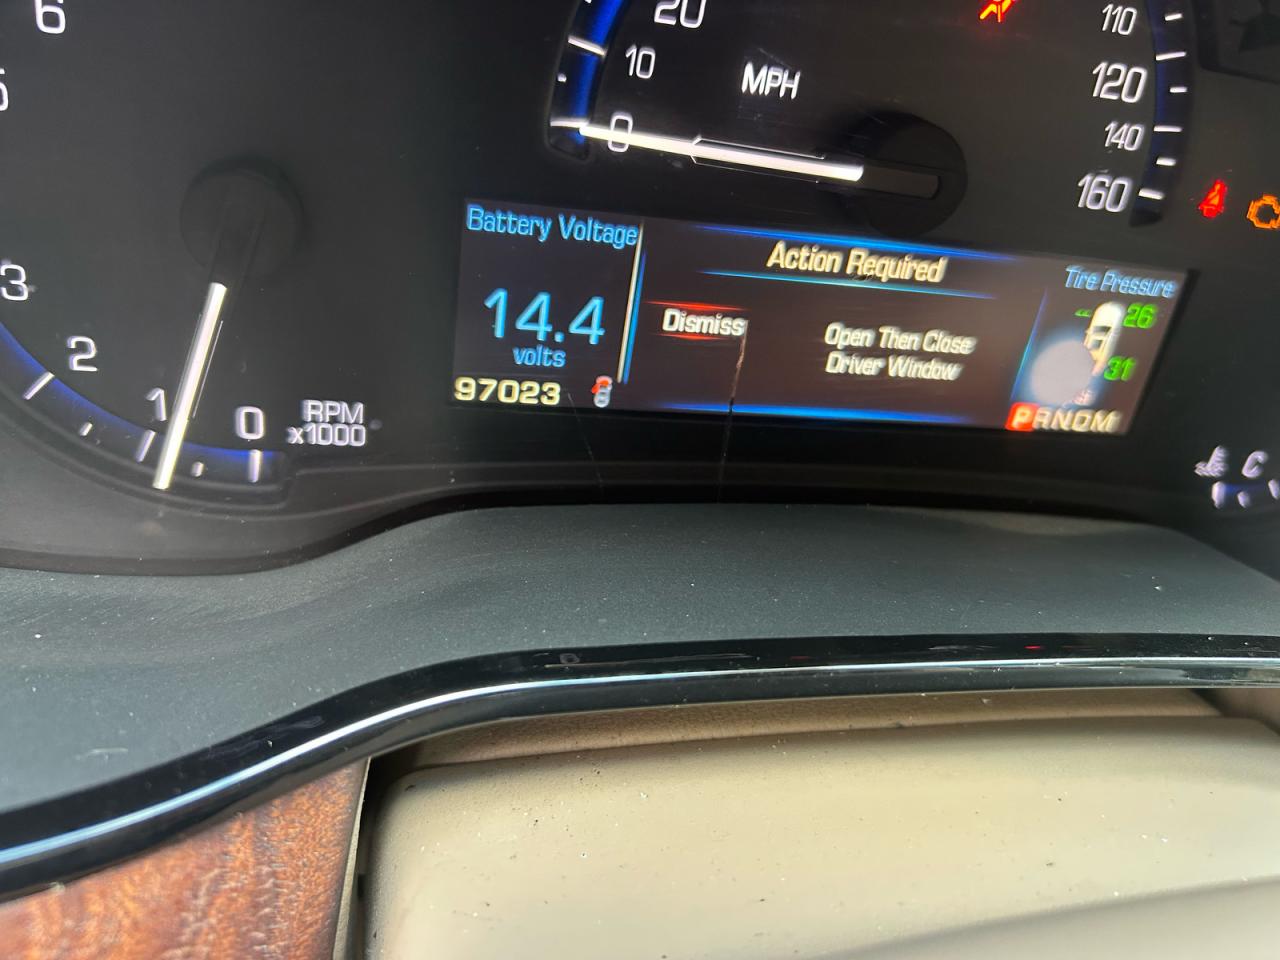 6
5
3
2
1
0
RPM
x1000
20
10
0
MPH
110
120
140
160
Battery Voltage
14.4
volts
97023
Action Required
Dismiss
Open Then Close
Driver Window
Tire Pressure
26
31
PRNDM
C